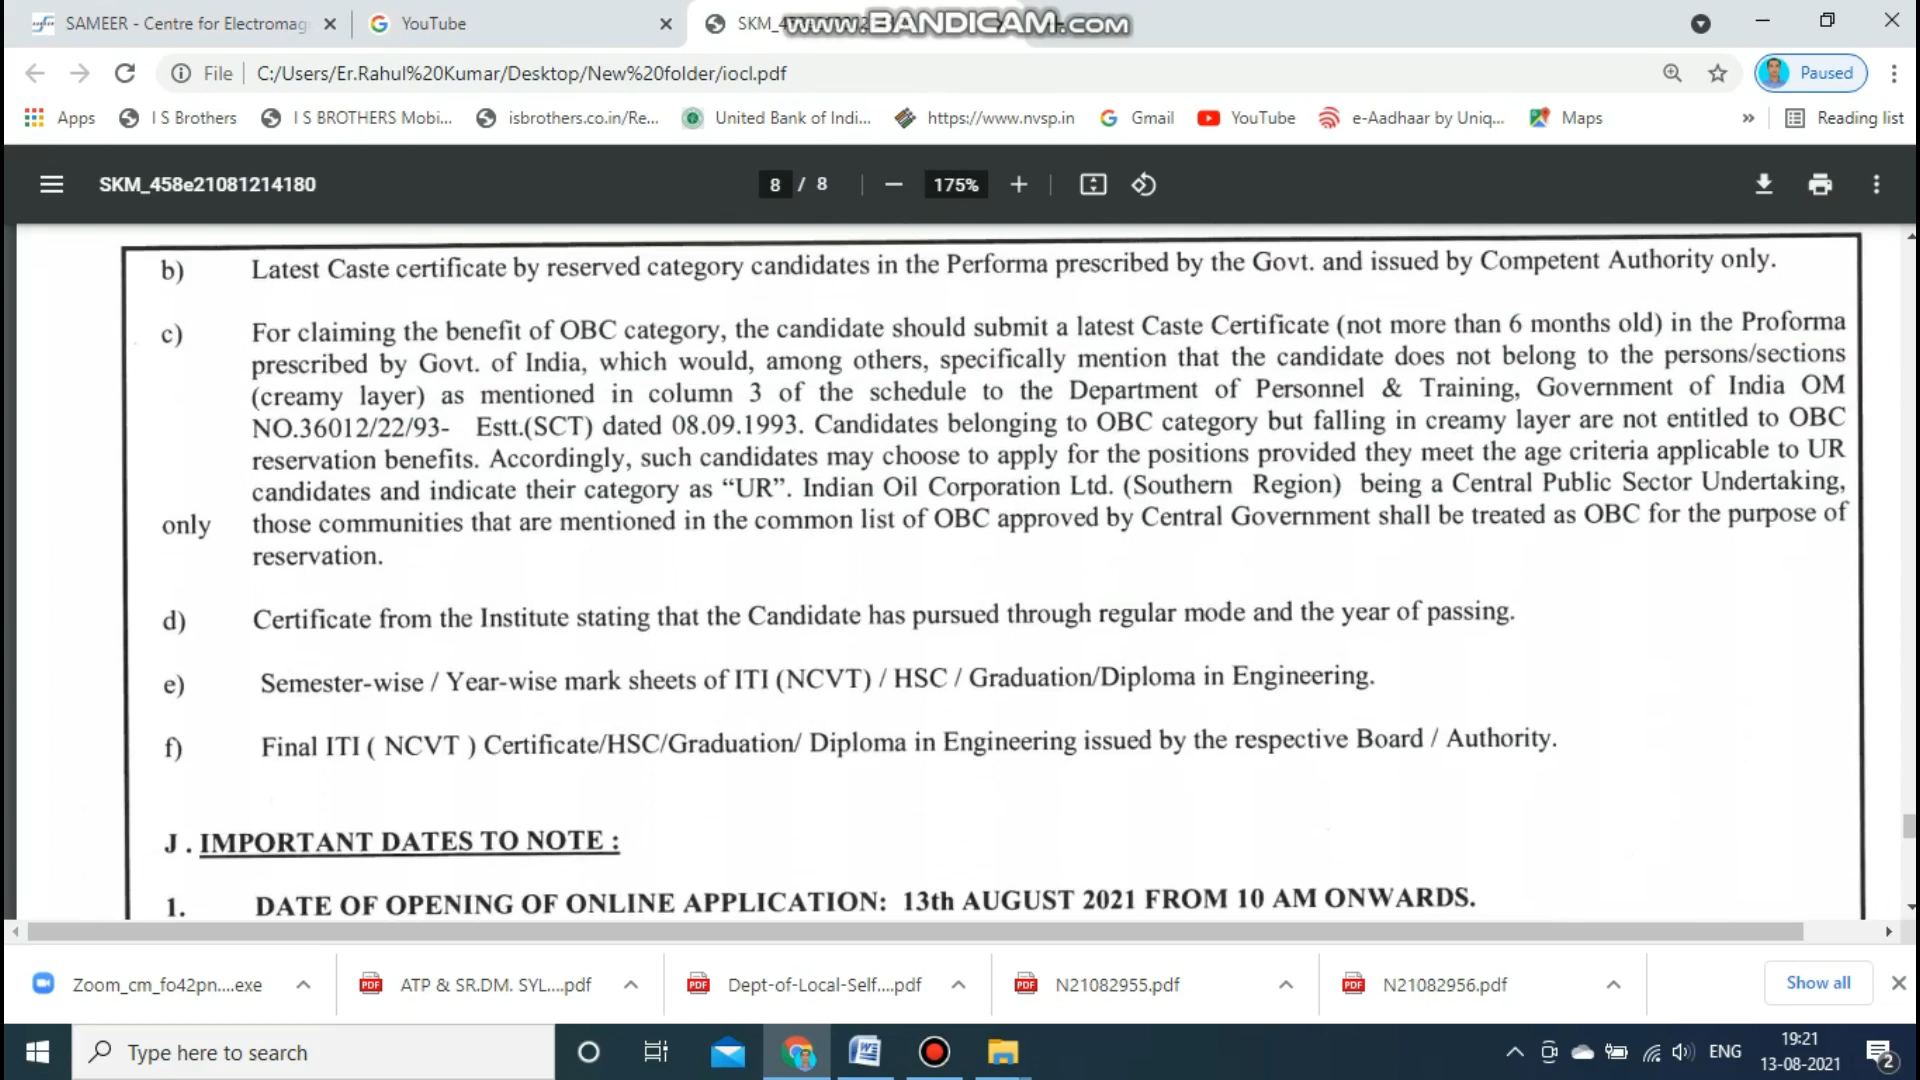 SAMEER - Centre for Electromag
YouTube
SKM_4
www.BANDICAM.com
File
C:/Users/Er.Rahul%20Kumar/Desktop/New%20folder/iocl.pdf
Paused
Apps
I S Brothers
I S BROTHERS Mobi...
isbrothers.co.in/Re...
United Bank of Indi...
https://www.nvsp.in
Gmail
YouTube
e-Aadhaar by Uniq...
Maps
»
Reading list
SKM_458e21081214180
8 / 8
175%
b) Latest Caste certificate by reserved category candidates in the Performa prescribed by the Govt. and issued by Competent Authority only.
c) For claiming the benefit of OBC category, the candidate should submit a latest Caste Certificate (not more than 6 months old) in the Proforma
prescribed by Govt. of India, which would, among others, specifically mention that the candidate does not belong to the persons/sections
(creamy layer) as mentioned in column 3 of the schedule to the Department of Personnel & Training, Government of India OM
NO.36012/22/93- Estt.(SCT) dated 08.09.1993. Candidates belonging to OBC category but falling in creamy layer are not entitled to OBC
reservation benefits. Accordingly, such candidates may choose to apply for the positions provided they meet the age criteria applicable to UR
candidates and indicate their category as “UR”. Indian Oil Corporation Ltd. (Southern Region) being a Central Public Sector Undertaking,
only those communities that are mentioned in the common list of OBC approved by Central Government shall be treated as OBC for the purpose of
reservation.
d) Certificate from the Institute stating that the Candidate has pursued through regular mode and the year of passing.
e) Semester-wise / Year-wise mark sheets of ITI (NCVT) / HSC / Graduation/Diploma in Engineering.
f) Final ITI ( NCVT ) Certificate/HSC/Graduation/ Diploma in Engineering issued by the respective Board / Authority.
J . IMPORTANT DATES TO NOTE :
1. DATE OF OPENING OF ONLINE APPLICATION: 13th AUGUST 2021 FROM 10 AM ONWARDS.
Zoom_cm_fo42pn....exe
ATP & SR.DM. SYL....pdf
Dept-of-Local-Self....pdf
N21082955.pdf
N21082956.pdf
Show all
Type here to search
ENG
19:21
13-08-2021
2